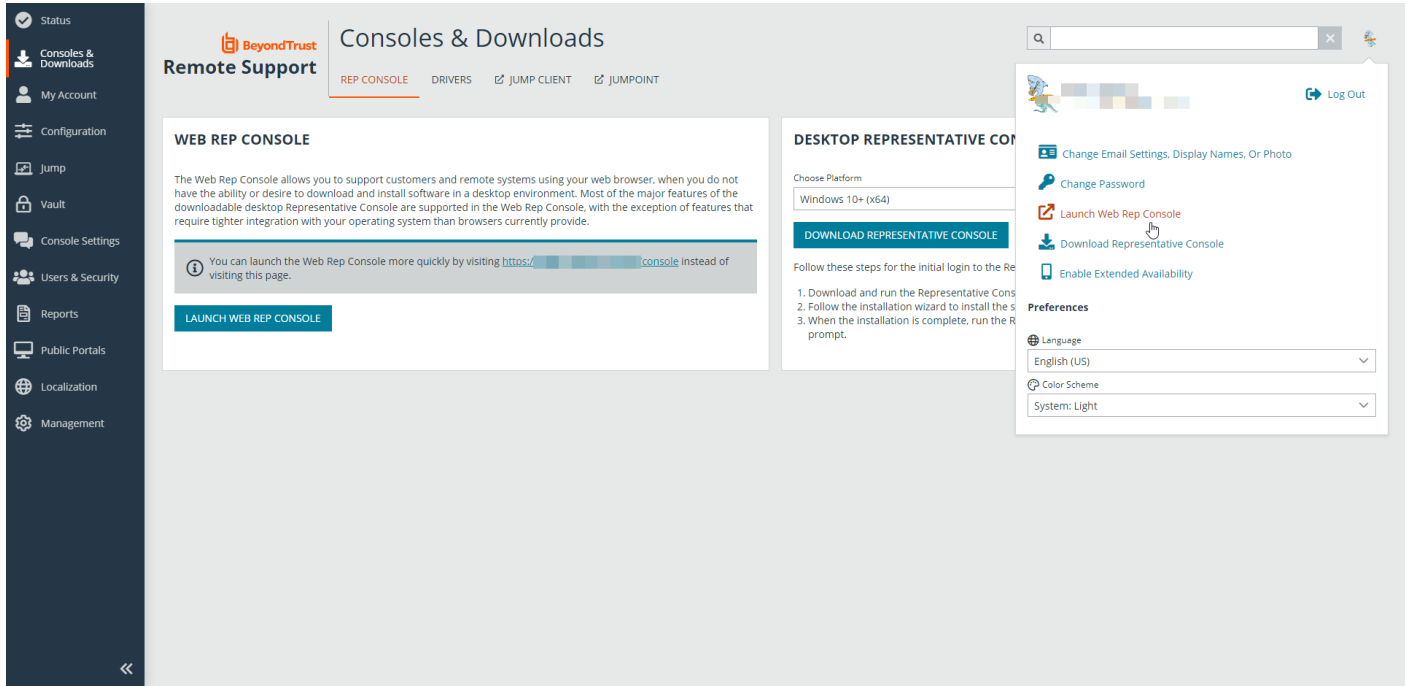 Status
Consoles &
Downloads
My Account
Configuration
Jump
Vault
Console Settings
Users & Security
Reports
Public Portals
Localization
Management
BeyondTrust
Remote Support
Consoles & Downloads
REP CONSOLE
DRIVERS
JUMP CLIENT
JUMPOINT
WEB REP CONSOLE
The Web Rep Console allows you to support customers and remote systems using your web browser, when you do not
have the ability or desire to download and install software in a desktop environment. Most of the major features of the
downloadable desktop Representative Console are supported in the Web Rep Console, with the exception of features that
require tighter integration with your operating system than browsers currently provide.
You can launch the Web Rep Console more quickly by visiting https:/ console instead of
visiting this page.
LAUNCH WEB REP CONSOLE
DESKTOP REPRESENTATIVE CON
Choose Platform
Windows 10+ (x64)
DOWNLOAD REPRESENTATIVE CONSOLE
Follow these steps for the initial login to the Re
1. Download and run the Representative Cons
2. Follow the installation wizard to install the s
3. When the installation is complete, run the R
prompt.
Log Out
Change Email Settings, Display Names, Or Photo
Change Password
Launch Web Rep Console
Download Representative Console
Enable Extended Availability
Preferences
Language
English (US)
Color Scheme
System: Light